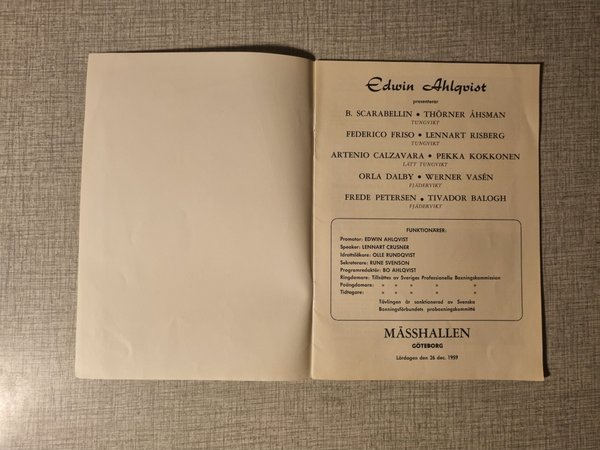 Edwin Ahlqvist
presenterar
B. SCARABELLIN • THÖRNER ÅHSMAN
TUNGVIKT
FEDERICO FRISO • LENNART RISBERG
TUNGVIKT
ARTENIO CALZAVARA • PEKKA KOKKONEN
LÄTT TUNGVIKT
ORLA DALBY • WERNER VASÉN
FJÄDERVIKT
FREDE PETERSEN • TIVADOR BALOGH
FJÄDERVIKT
FUNKTIONÄRER:
Promotor: EDWIN AHLQVIST
Speaker: LENNART CRUSNER
Idrottsläkare: OLLE RUNDQVIST
Sekreterare: RUNE SVENSON
Programredaktör: BO AHLQVIST
Ringdomare: Tillsättes av Sveriges Professionella Boxningskommission
Poängdomare: » » » » »
Tidtagare: » » » » »
Tävlingen är sanktionerad av Svenska
Boxningsförbundets proboxningskommitté
MÄSSHALLEN
GÖTEBORG
Lördagen den 26 dec. 1959